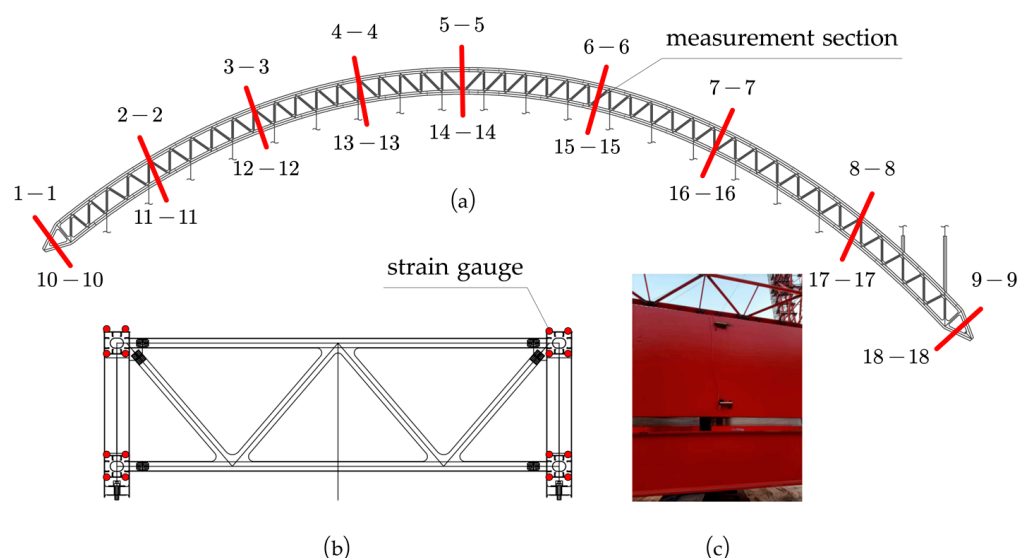 5 – 5
4 – 4
6 – 6
measurement section
3 – 3
7 – 7
2 – 2
14 – 14
13 – 13
15 – 15
12 – 12
8 – 8
1 – 1
16 – 16
11 – 11
(a)
10 – 10
strain gauge
17 – 17
9 – 9
18 – 18
(b)
(c)